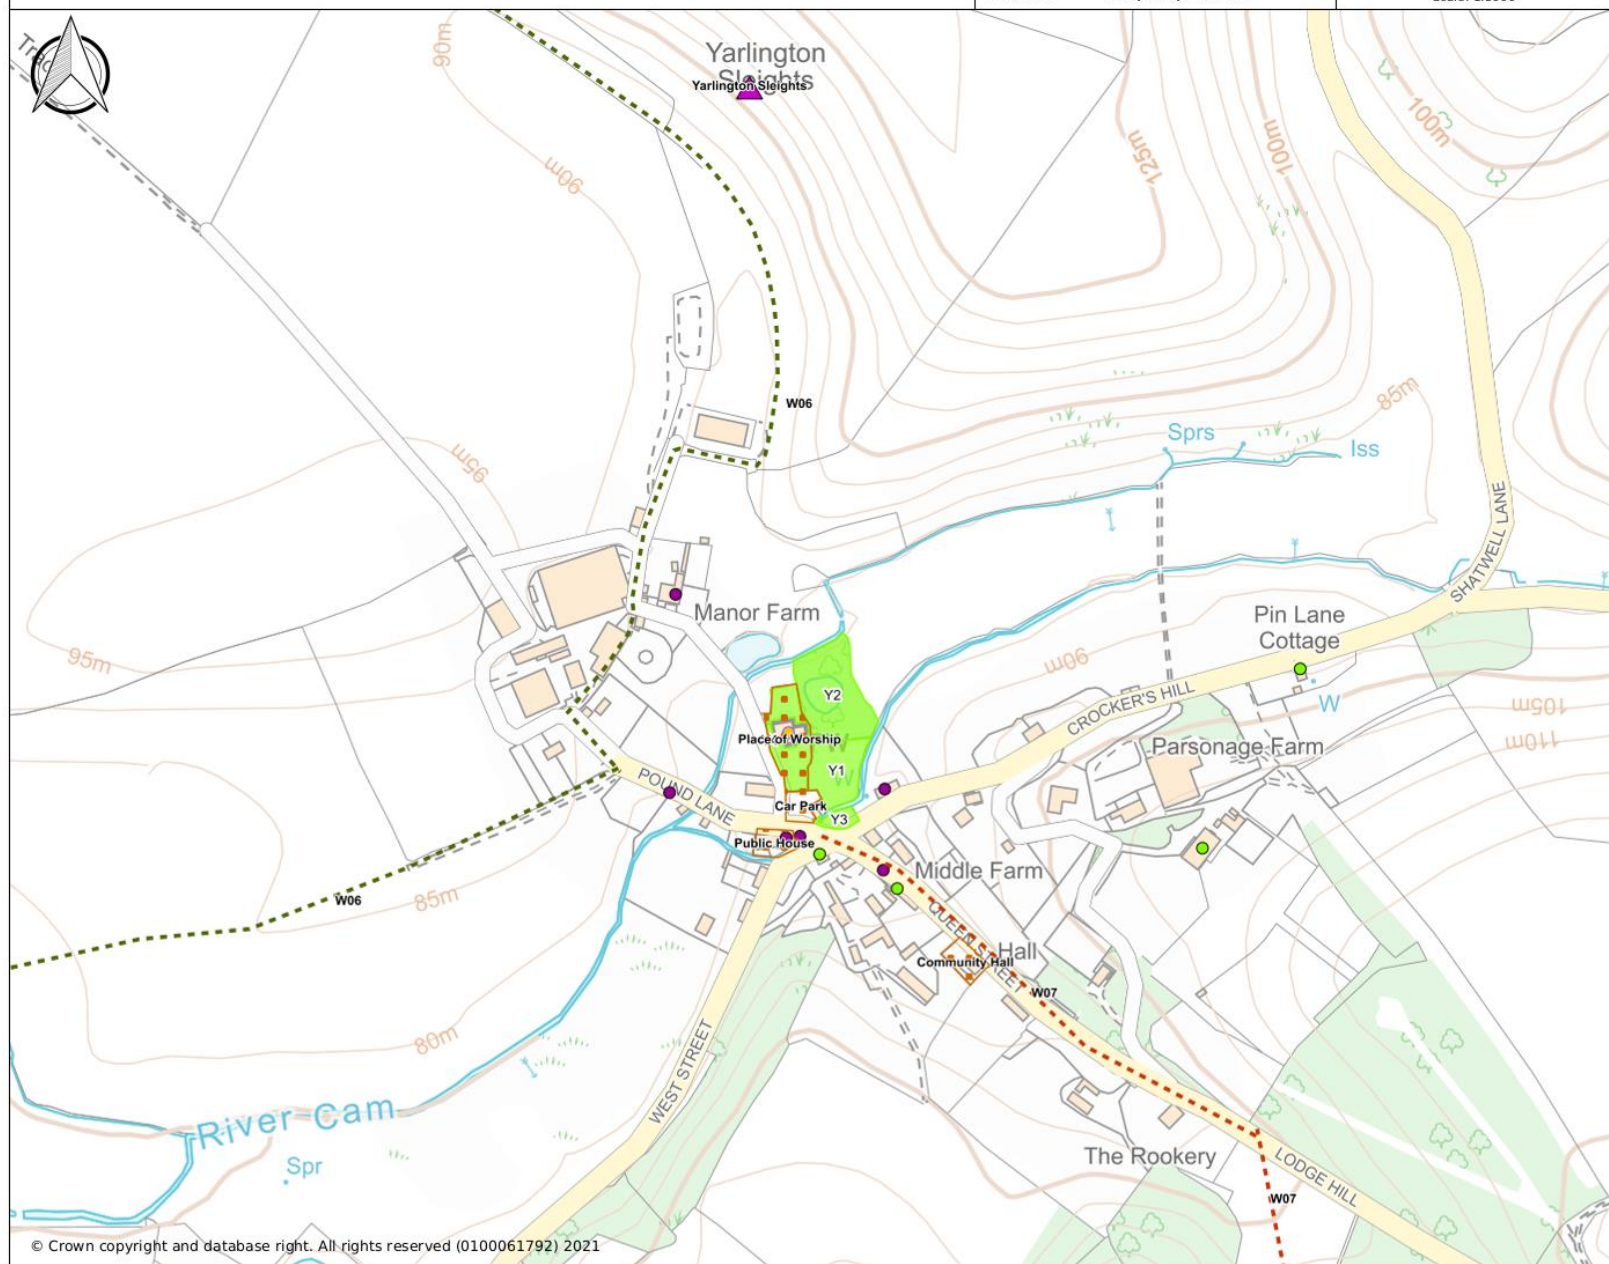 Track
90m
Yarlington
Sleights
Yarlington Sleights
125m
100m
100m
90m
W06
85m
Sprs
Iss
95m
SHATWELL LANE
Manor Farm
Pin Lane
Cottage
95m
90m
Y2
CROCKER'S HILL
W
105m
Place of Worship
Parsonage Farm
110m
Y1
POUND LANE
Car Park
Y3
Public House
Middle Farm
W06
85m
QUEEN STREET
Hall
Community Hall
W07
80m
WEST STREET
River Cam
Spr
The Rookery
LODGE HILL
W07
© Crown copyright and database right. All rights reserved (0100061792) 2021